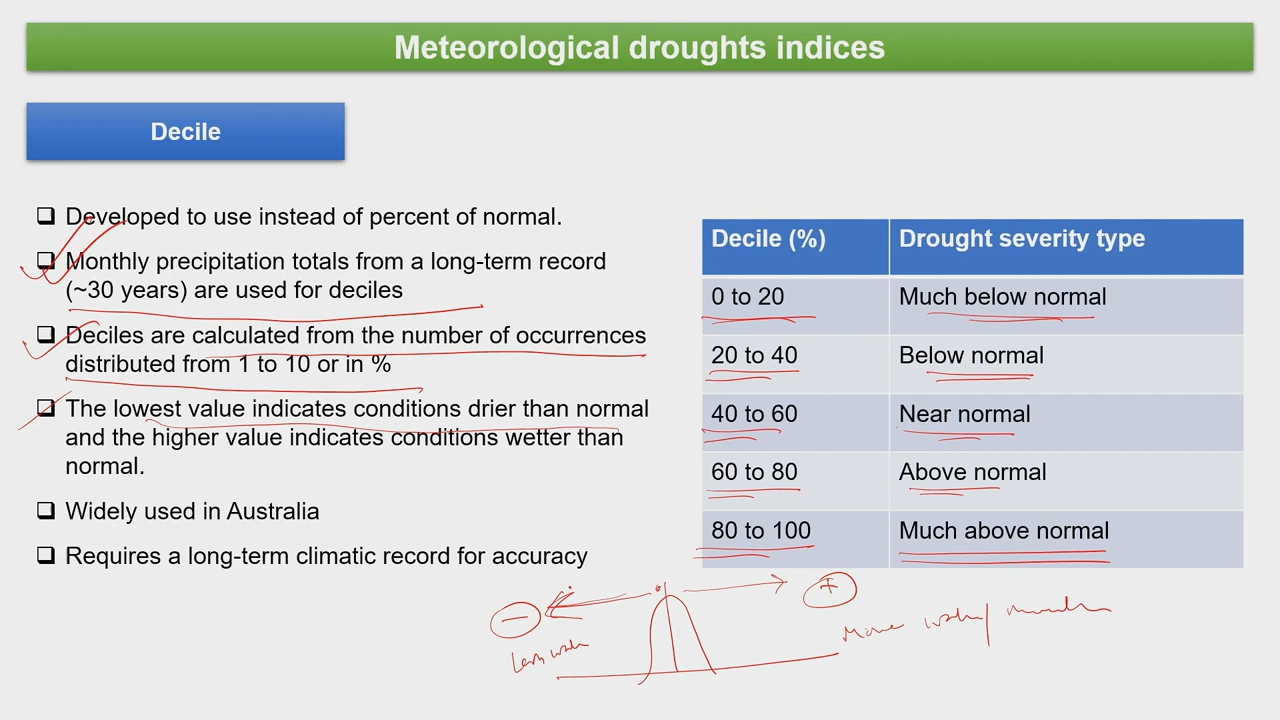 Meteorological droughts indices
Decile
❑ Developed to use instead of percent of normal.
❑ Monthly precipitation totals from a long-term record
(~30 years) are used for deciles
❑ Deciles are calculated from the number of occurrences
distributed from 1 to 10 or in %
❑ The lowest value indicates conditions drier than normal
and the higher value indicates conditions wetter than
normal.
❑ Widely used in Australia
❑ Requires a long-term climatic record for accuracy
Decile (%) Drought severity type
0 to 20 Much below normal
20 to 40 Below normal
40 to 60 Near normal
60 to 80 Above normal
80 to 100 Much above normal
− +
More
Less